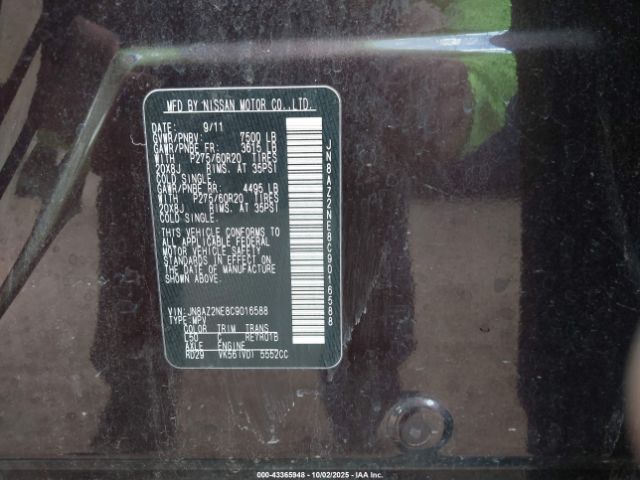 MFD BY NISSAN MOTOR CO.,LTD.
DATE: 9/11
GVWR/PNBV: 7500 LB
GAWR/PNBE FR: 3615 LB
WITH P275/60R20 TIRES
20X8J RIMS. AT 35PSI
COLD SINGLE.
GAWR/PNBE RR: 4495 LB
WITH P275/60R20 TIRES
20X8J RIMS. AT 35PSI
COLD SINGLE.
THIS VEHICLE CONFORMS TO
ALL APPLICABLE FEDERAL
MOTOR VEHICLE SAFETY
STANDARDS IN EFFECT ON
THE DATE OF MANUFACTURE
SHOWN ABOVE.
VIN: JN8AZ2NE8C9016588
TYPE: MPV
COLOR TRIM TRANS
L50 C RE7R01B
AXLE ENGINE
RD29 VK56(VD) 5552CC
JN8AZ2NE8C9016588
000-43365948 - 10/02/2025 - © IAA Inc.